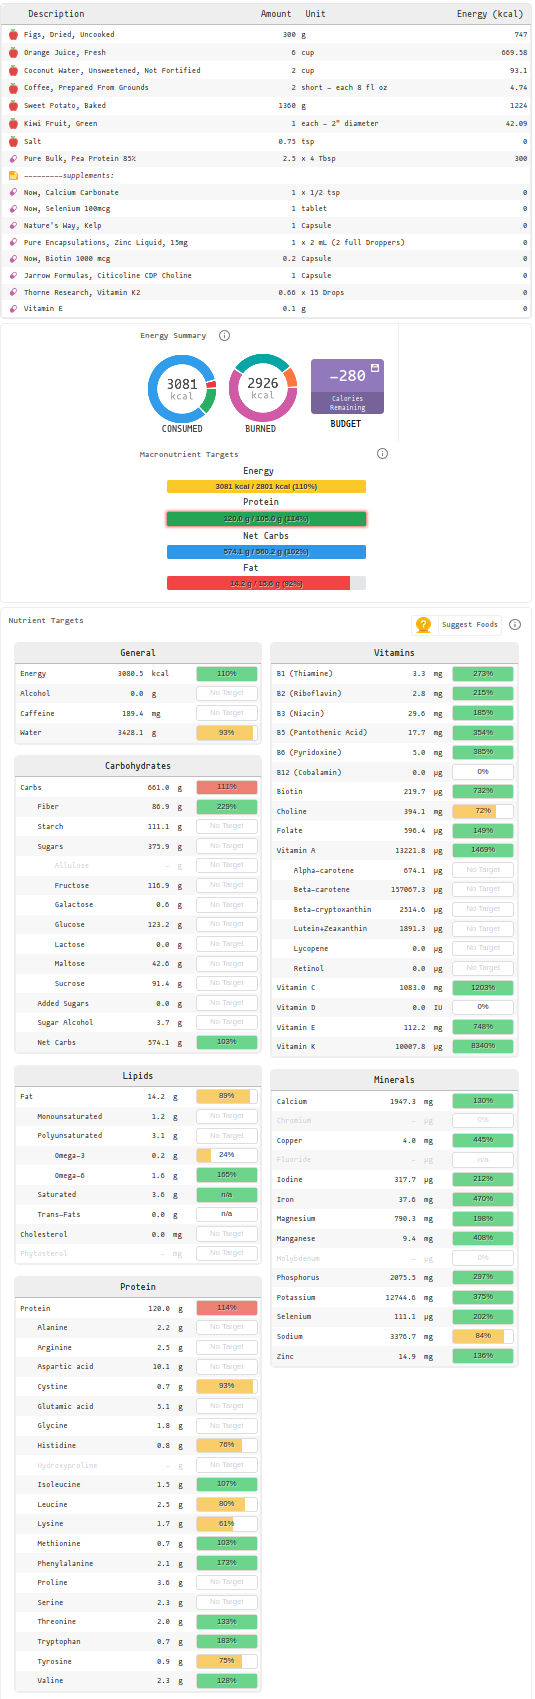 Description Amount Unit Energy (kcal)
Figs, Dried, Uncooked 300 g 747
Orange Juice, Fresh 6 cup 669.58
Coconut Water, Unsweetened, Not Fortified 2 cup 93.1
Coffee, Prepared From Grounds 2 short - each 8 fl oz 4.74
Sweet Potato, Baked 1360 g 1224
Kiwi Fruit, Green 1 each - 2" diameter 42.09
Salt 0.75 tsp 0
Pure Bulk, Pea Protein 85% 2.5 x 4 Tbsp 300
---------supplements:
Now, Calcium Carbonate 1 x 1/2 tsp 0
Now, Selenium 100mcg 1 tablet 0
Nature's Way, Kelp 1 Capsule 0
Pure Encapsulations, Zinc Liquid, 15mg 1 x 2 mL (2 full Droppers) 0
Now, Biotin 1000 mcg 0.2 Capsule 0
Jarrow Formulas, Citicoline CDP Choline 1 Capsule 0
Thorne Research, Vitamin K2 0.66 x 15 Drops 0
Vitamin E 0.1 g 0
Energy Summary
3081 kcal
CONSUMED
2926 kcal
BURNED
-280
Calories Remaining
BUDGET
Macronutrient Targets
Energy
3081 kcal / 2801 kcal (110%)
Protein
120.0 g / 105.0 g (114%)
Net Carbs
574.1 g / 560.2 g (102%)
Fat
14.2 g / 15.6 g (92%)
Nutrient Targets
? Suggest Foods
General
Energy 3080.5 kcal 110%
Alcohol 0.0 g No Target
Caffeine 189.4 mg No Target
Water 3428.1 g 93%
Carbohydrates
Carbs 661.0 g 111%
Fiber 86.9 g 229%
Starch 111.1 g No Target
Sugars 375.9 g No Target
Allulose - g No Target
Fructose 116.9 g No Target
Galactose 0.6 g No Target
Glucose 123.2 g No Target
Lactose 0.0 g No Target
Maltose 42.6 g No Target
Sucrose 91.4 g No Target
Added Sugars 0.0 g No Target
Sugar Alcohol 3.7 g No Target
Net Carbs 574.1 g 103%
Lipids
Fat 14.2 g 89%
Monounsaturated 1.2 g No Target
Polyunsaturated 3.1 g No Target
Omega-3 0.2 g 24%
Omega-6 1.6 g 165%
Saturated 3.6 g n/a
Trans-Fats 0.0 g n/a
Cholesterol 0.0 mg No Target
Phytosterol - mg No Target
Protein
Protein 120.0 g 114%
Alanine 2.2 g No Target
Arginine 2.5 g No Target
Aspartic acid 10.1 g No Target
Cystine 0.7 g 93%
Glutamic acid 5.1 g No Target
Glycine 1.8 g No Target
Histidine 0.8 g 76%
Hydroxyproline - g No Target
Isoleucine 1.5 g 107%
Leucine 2.5 g 80%
Lysine 1.7 g 61%
Methionine 0.7 g 103%
Phenylalanine 2.1 g 173%
Proline 3.6 g No Target
Serine 2.3 g No Target
Threonine 2.0 g 133%
Tryptophan 0.7 g 183%
Tyrosine 0.9 g 75%
Valine 2.3 g 128%
Vitamins
B1 (Thiamine) 3.3 mg 273%
B2 (Riboflavin) 2.8 mg 215%
B3 (Niacin) 29.6 mg 185%
B5 (Pantothenic Acid) 17.7 mg 354%
B6 (Pyridoxine) 5.0 mg 385%
B12 (Cobalamin) 0.0 µg 0%
Biotin 219.7 µg 732%
Choline 394.1 mg 72%
Folate 596.4 µg 149%
Vitamin A 13221.8 µg 1469%
Alpha-carotene 674.1 µg No Target
Beta-carotene 157067.3 µg No Target
Beta-cryptoxanthin 2514.6 µg No Target
Lutein+Zeaxanthin 1891.3 µg No Target
Lycopene 0.0 µg No Target
Retinol 0.0 µg No Target
Vitamin C 1083.0 mg 1203%
Vitamin D 0.0 IU 0%
Vitamin E 112.2 mg 748%
Vitamin K 10007.8 µg 8340%
Minerals
Calcium 1947.3 mg 130%
Chromium - µg 0%
Copper 4.0 mg 445%
Fluoride - µg n/a
Iodine 317.7 µg 212%
Iron 37.6 mg 470%
Magnesium 790.3 mg 198%
Manganese 9.4 mg 408%
Molybdenum - µg 0%
Phosphorus 2075.5 mg 297%
Potassium 12744.6 mg 375%
Selenium 111.1 µg 202%
Sodium 3376.7 mg 84%
Zinc 14.9 mg 136%